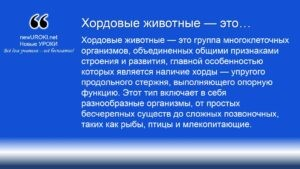 Хордовые животные — это…
newUROKI.net
Новые УРОКИ
Всё для учителя – всё бесплатно!
Хордовые животные — это группа многоклеточных
организмов, объединенных общими признаками
строения и развития, главной особенностью
которых является наличие хорды — упругого
продольного стержня, выполняющего опорную
функцию. Этот тип включает в себя
разнообразные организмы, от простых
бесчерепных существ до сложных позвоночных,
таких как рыбы, птицы и млекопитающие.